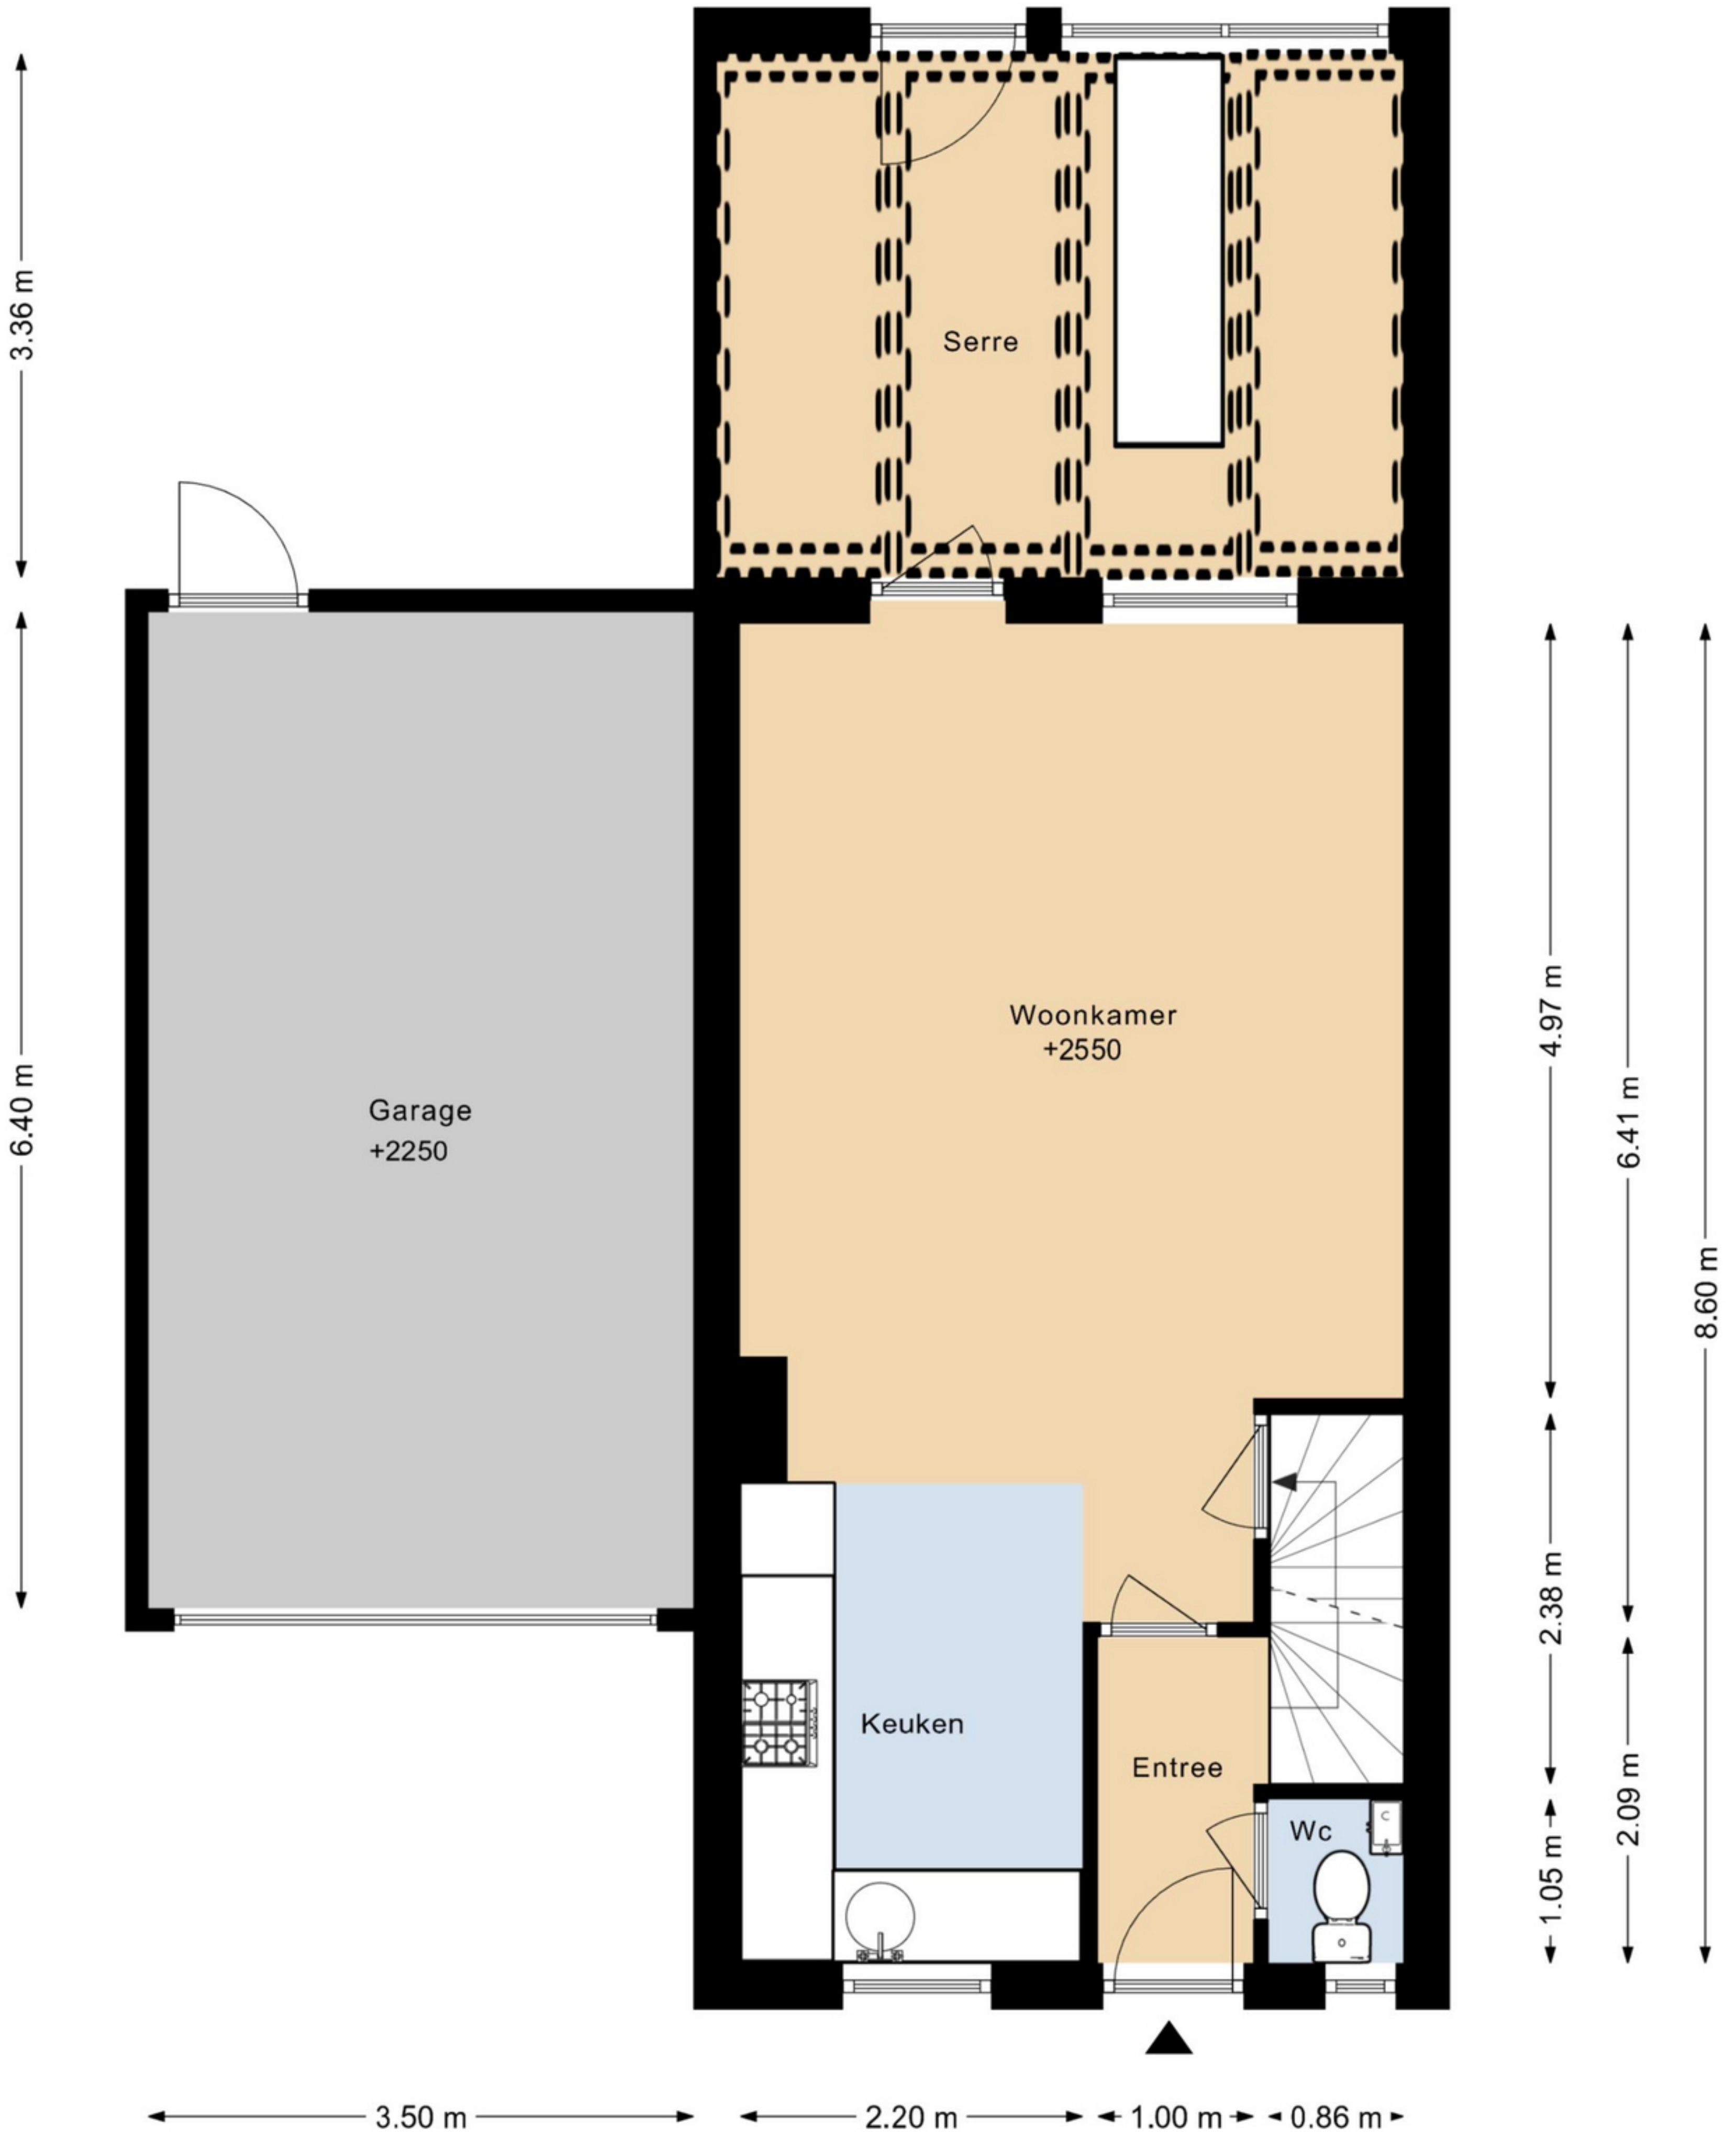 3.36 m
Serre
Woonkamer
+2550
4.97 m
Garage
+2250
6.40 m
6.41 m
8.60 m
2.38 m
Keuken
Entree
2.09 m
Wc
C
1.05 m
3.50 m
2.20 m
1.00 m
0.86 m